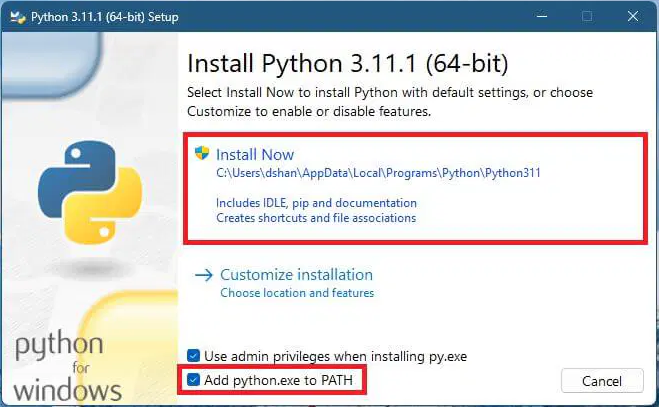 Python 3.11.1 (64-bit) Setup
Install Python 3.11.1 (64-bit)
Select Install Now to install Python with default settings, or choose
Customize to enable or disable features.
Install Now
C:\Users\dshan\AppData\Local\Programs\Python\Python311
Includes IDLE, pip and documentation
Creates shortcuts and file associations
Customize installation
Choose location and features
python
for
windows
Use admin privileges when installing py.exe
Add python.exe to PATH
Cancel